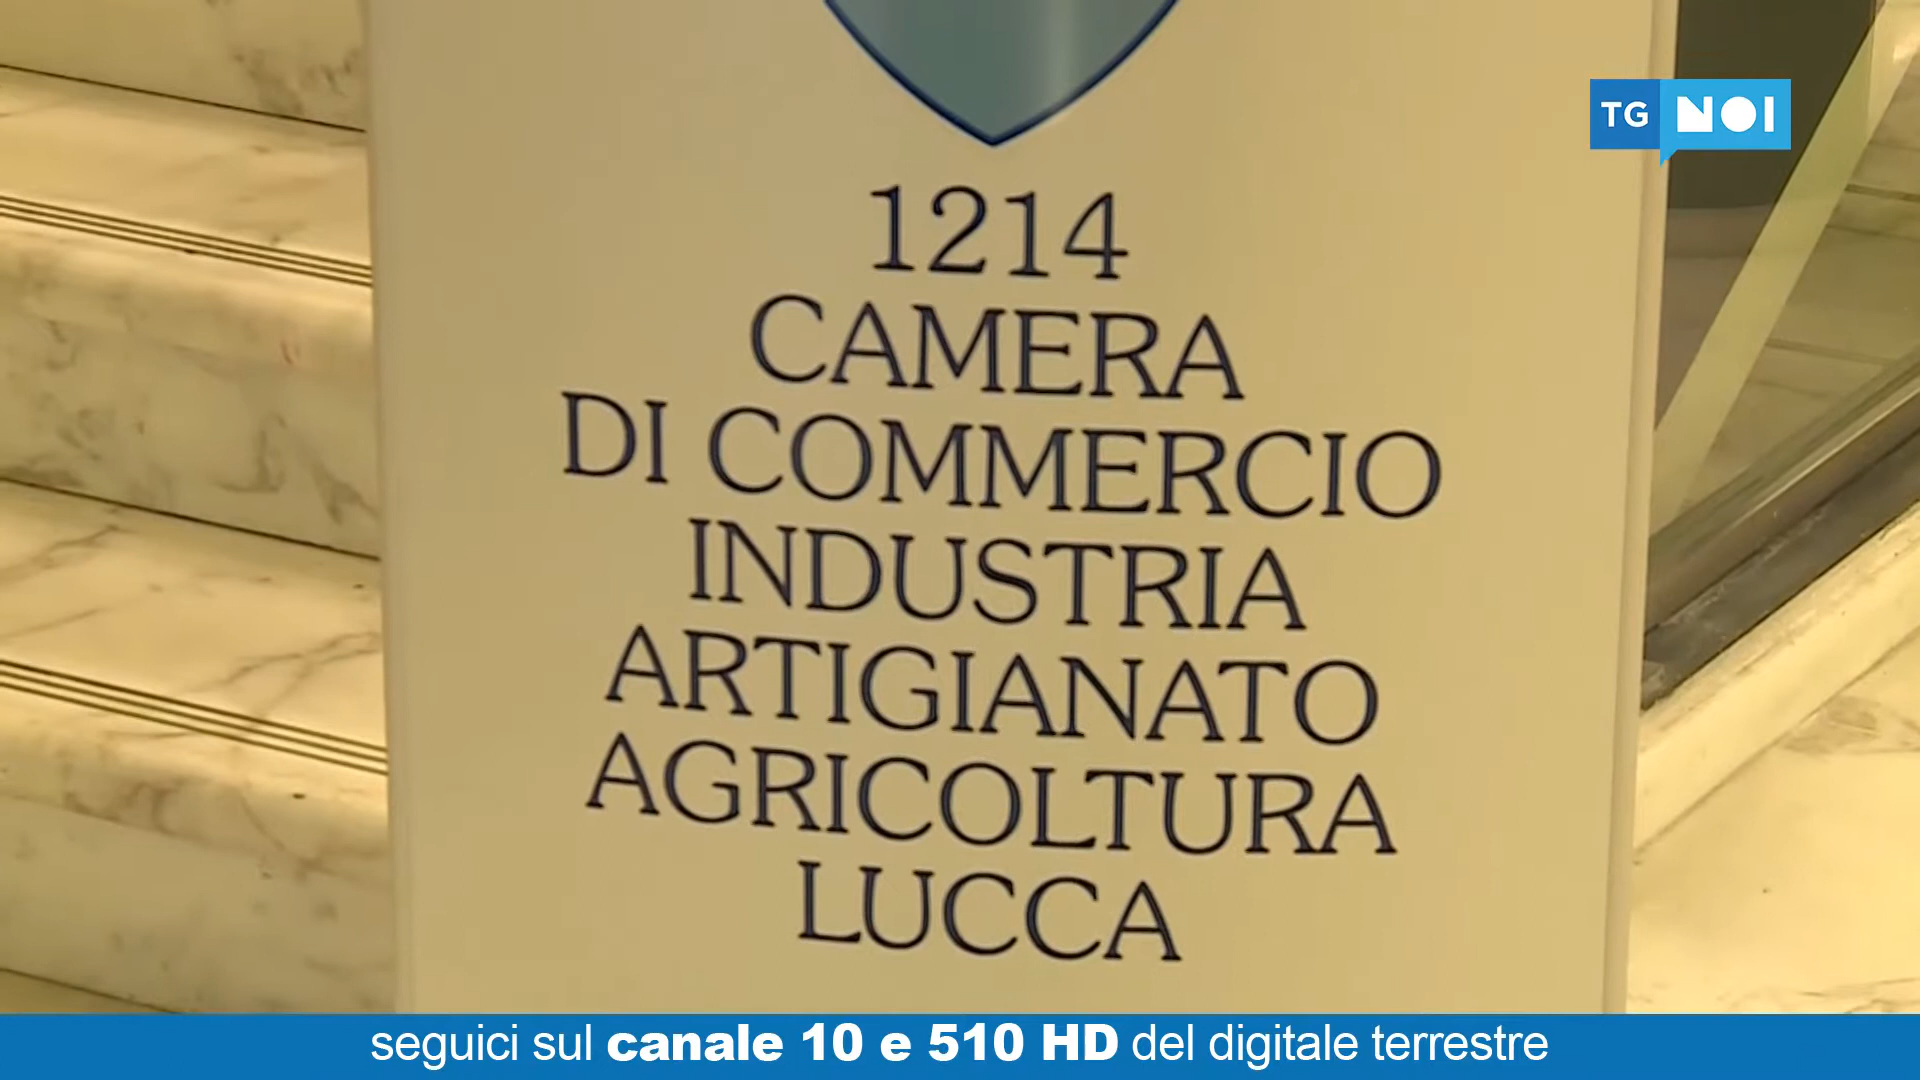 TG NOI
1214
CAMERA
DI COMMERCIO
INDUSTRIA
ARTIGIANATO
AGRICOLTURA
LUCCA
seguici sul canale 10 e 510 HD del digitale terrestre